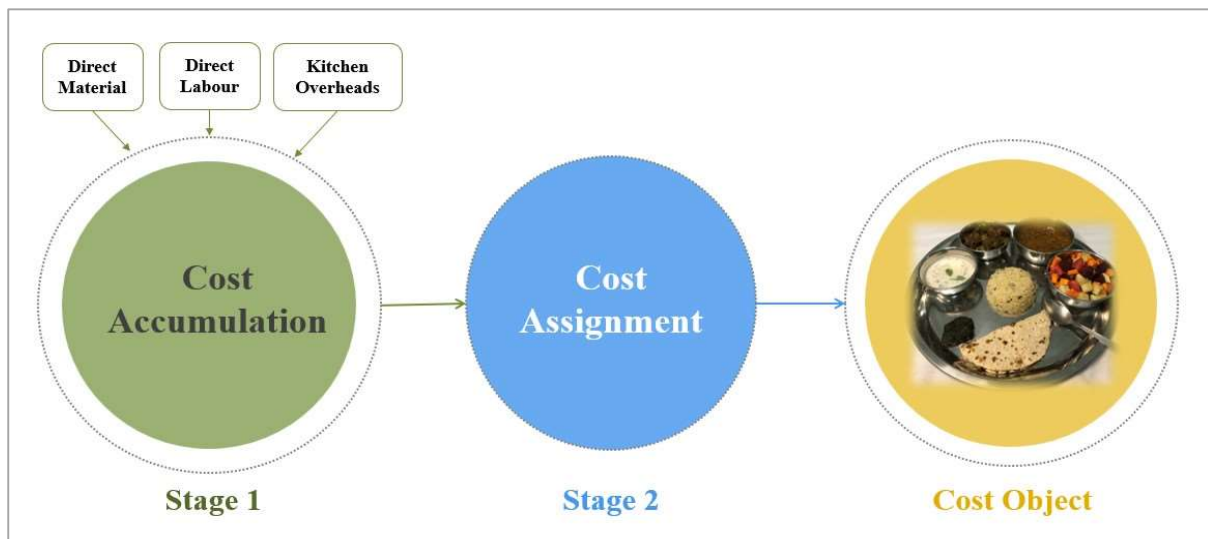 Direct
Material
Direct
Labour
Kitchen
Overheads
Cost
Accumulation
Cost
Assignment
Stage 1
Stage 2
Cost Object